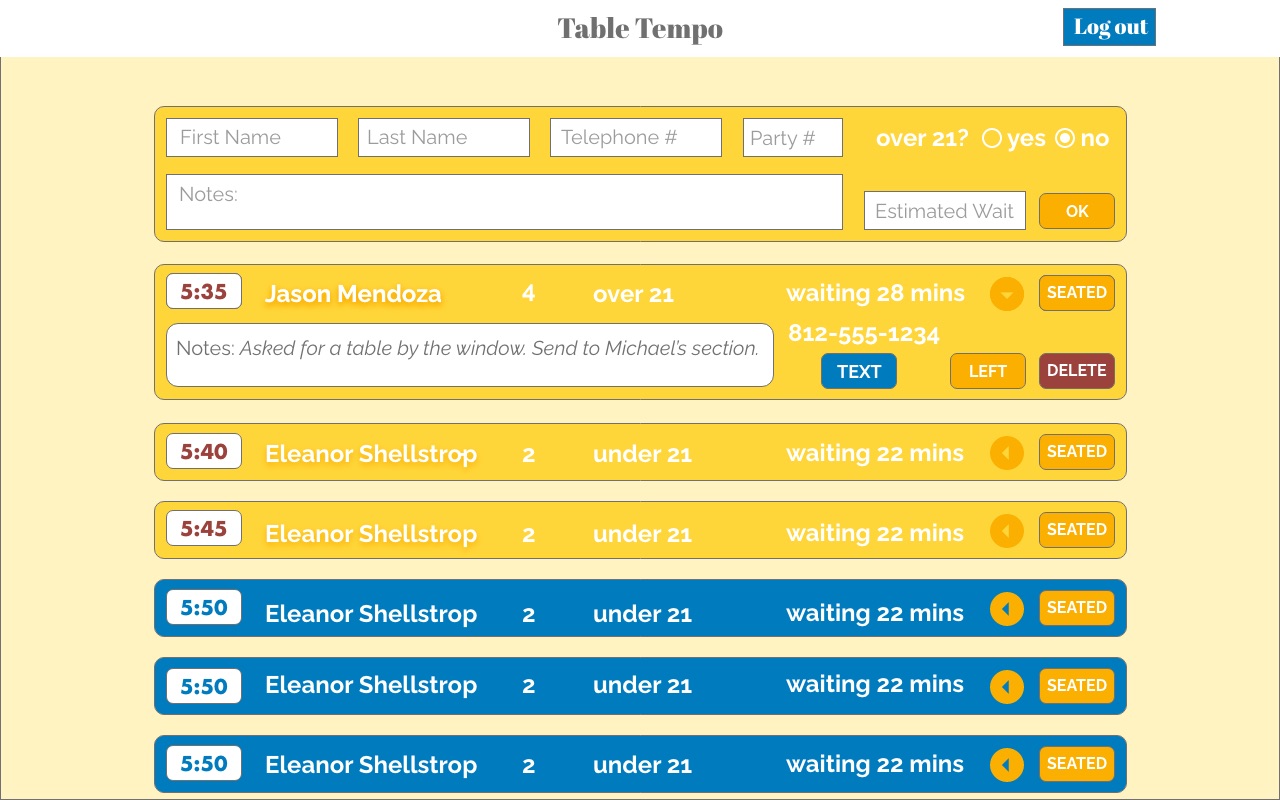 Table Tempo
Log out
First Name Last Name Telephone # Party # over 21? yes no
Notes:
Estimated Wait OK
5:35 Jason Mendoza 4 over 21 waiting 28 mins SEATED
812-555-1234
Notes: Asked for a table by the window. Send to Michael's section.
TEXT LEFT DELETE
5:40 Eleanor Shellstrop 2 under 21 waiting 22 mins SEATED
5:45 Eleanor Shellstrop 2 under 21 waiting 22 mins SEATED
5:50 Eleanor Shellstrop 2 under 21 waiting 22 mins SEATED
5:50 Eleanor Shellstrop 2 under 21 waiting 22 mins SEATED
5:50 Eleanor Shellstrop 2 under 21 waiting 22 mins SEATED